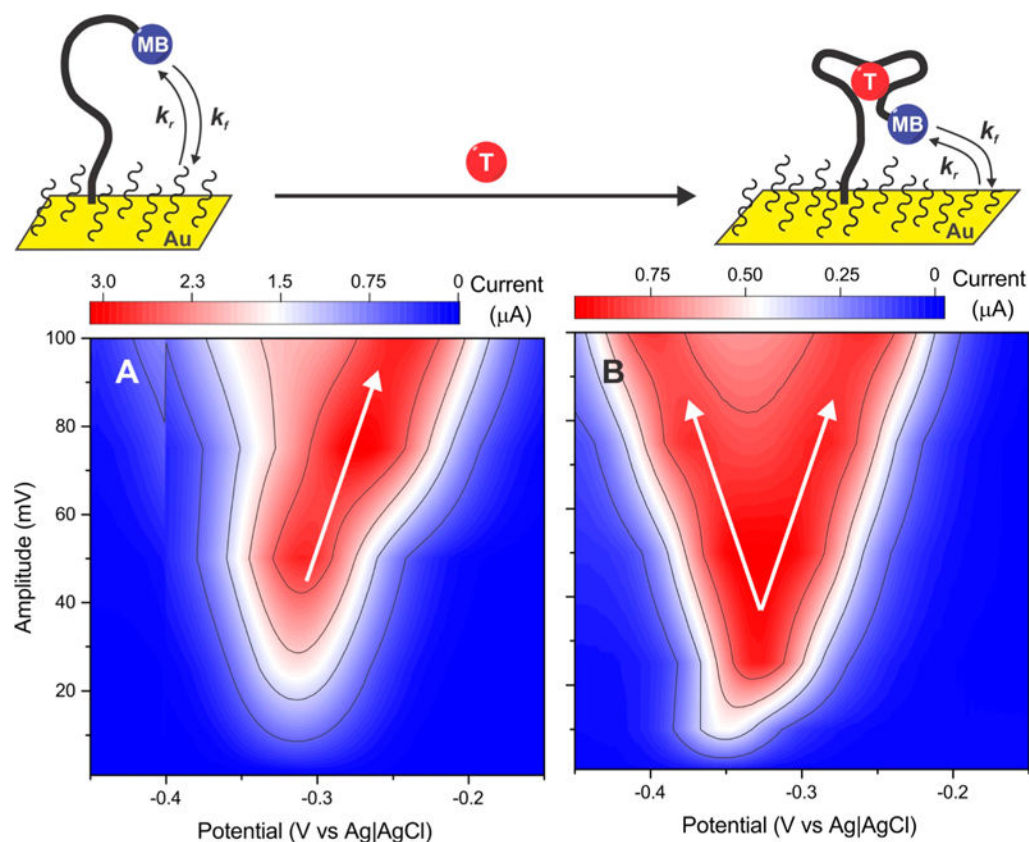 MB
k_r
k_f
T
MB
k_f
k_r
T
Au
Au
3.0 2.3 1.5 0.75 0 Current (μA)
0.75 0.50 0.25 0 Current (μA)
A
B
Amplitude (mV)
100
80
60
40
20
-0.4 -0.3 -0.2
-0.4 -0.3 -0.2
Potential (V vs Ag|AgCl)
Potential (V vs Ag|AgCl)